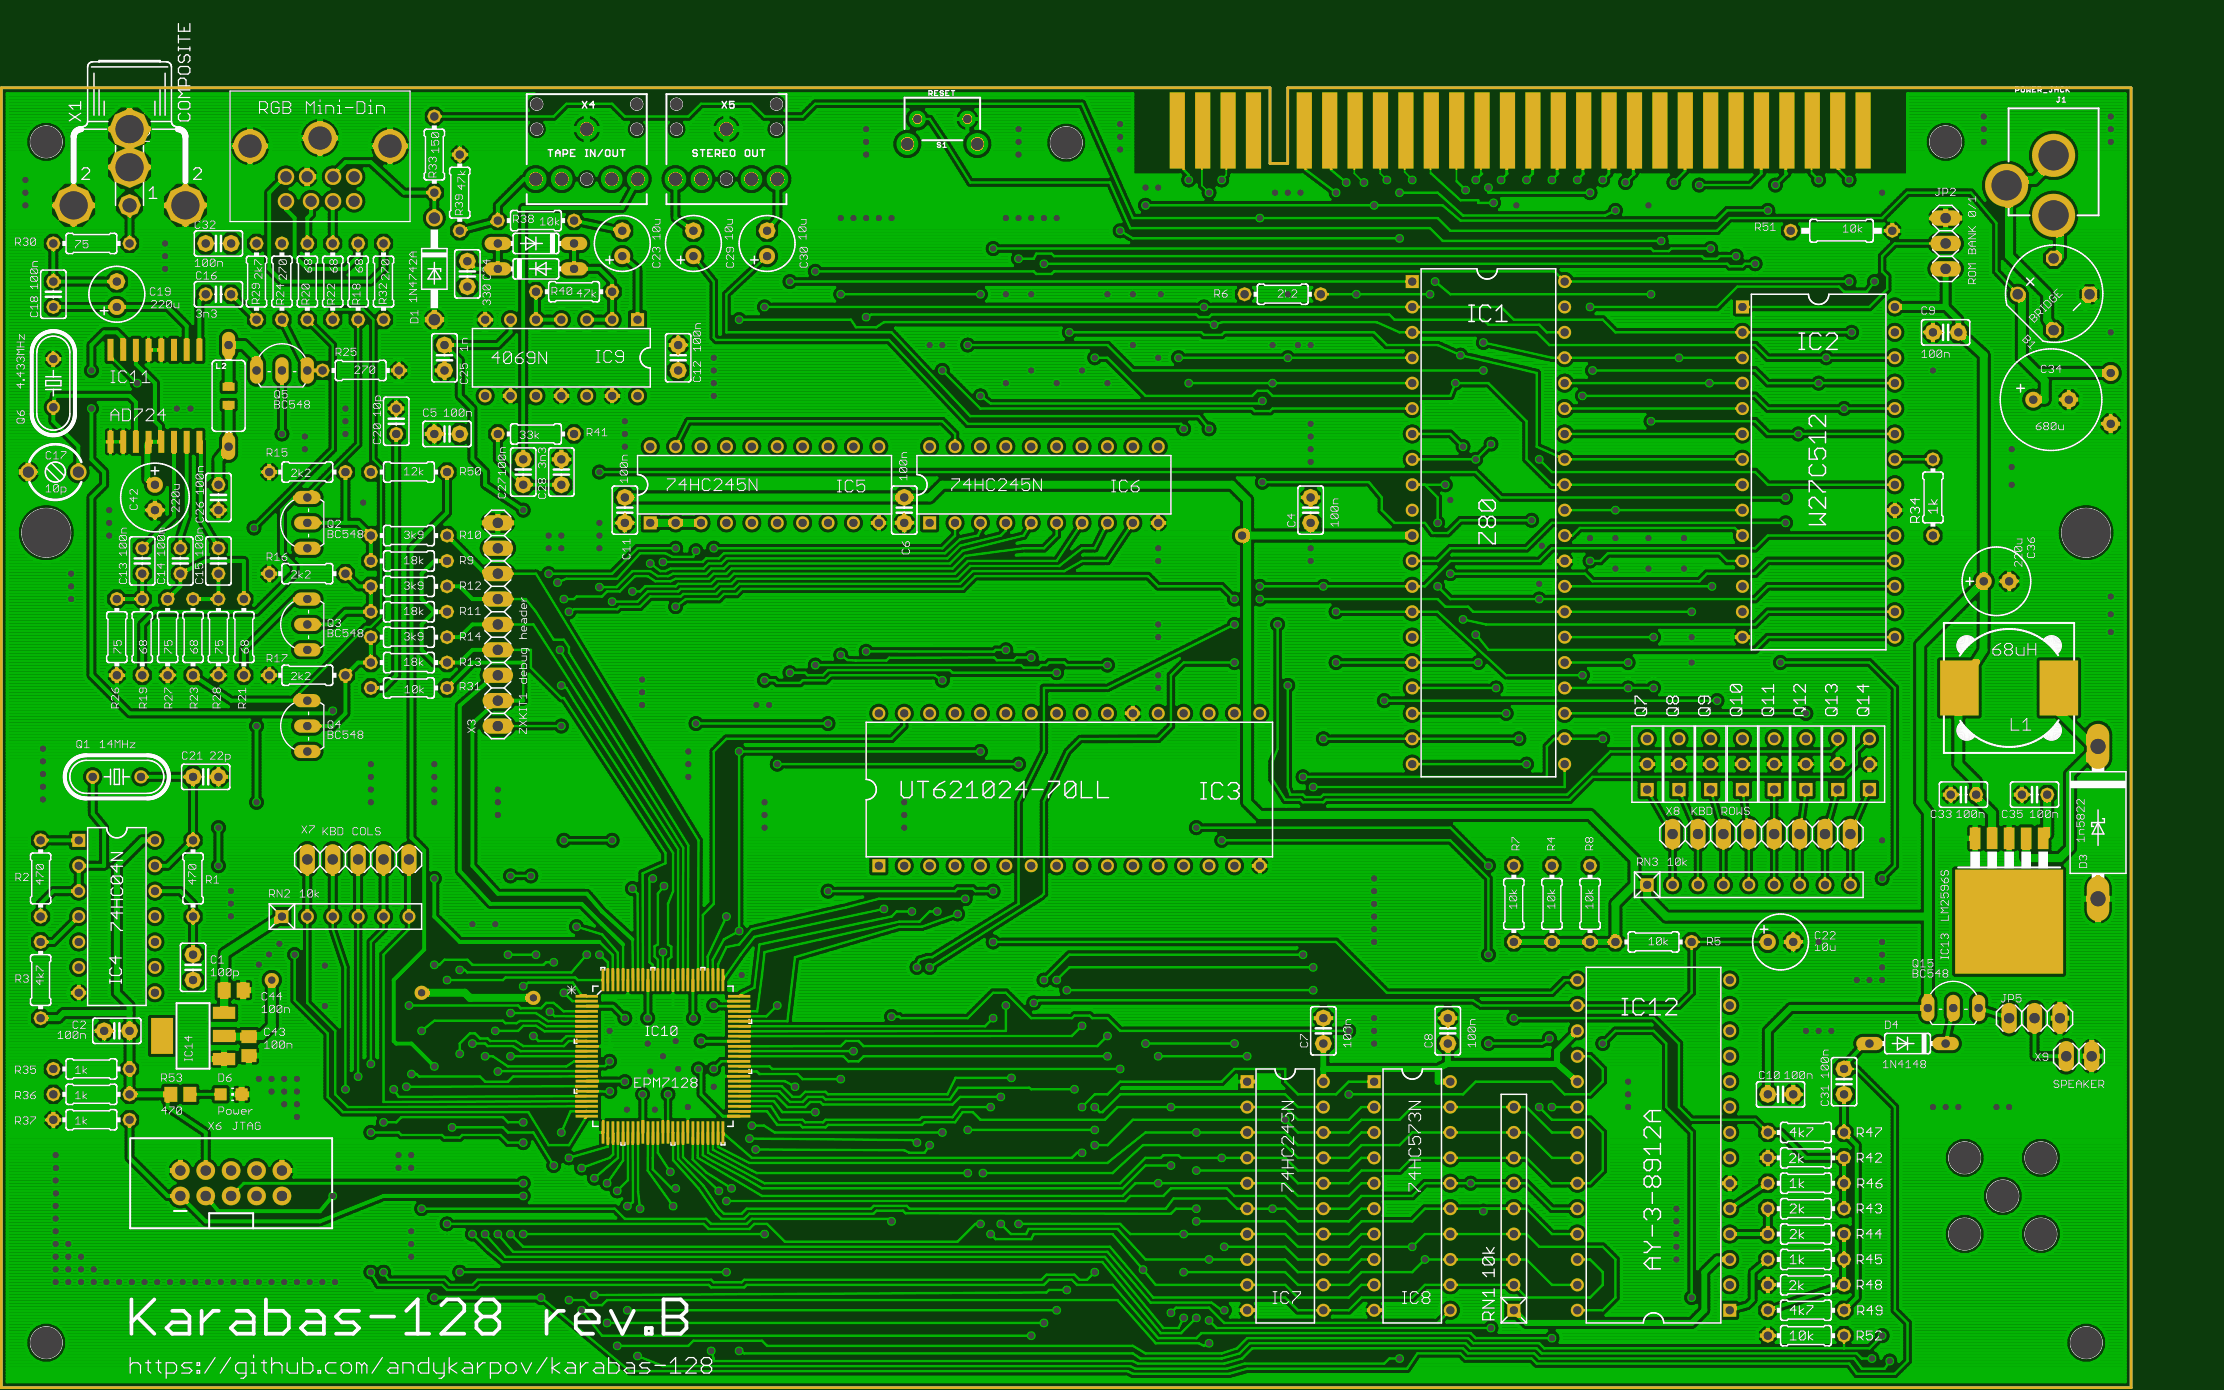 COMPOSITE
X1
RGB Mini-Din
2
2
1
R33 150
R39 47k
X4
TAPE IN/OUT
X5
STEREO OUT
RESET
S1
POWER_JACK
J1
JP2
ROM BANK 0/1
R51
10k
R30
75
C32
100n
C16
3n3
C18 100n
C19
220u
R29 2k7
R24 270
R20 68
R22 68
R18 68
R32 270
D1 1N4742A
330
R38
10k
C23 10u
C29 10u
C30 10u
R40
47k
R6
2k2
IC1
Z80
IC2
W27C512
C9
100n
BRIDGE
B1
C34
680u
4.433MHz
Q6
IC11
AD724
L2
R25
270
Q5
BC548
C25 1n
4069N
IC9
C12 100n
C20 10p
C5 100n
33k
R41
C17
10p
C42
220u
C26 100n
R15
2k2
12k
R50
C27 100n
C28 3n3
C11
100n
74HC245N
IC5
C6
100n
74HC245N
IC6
C4
100n
R34
1k
C36
220u
Q2
BC548
3k9
R10
18k
R9
C13 100n
C14 100n
C15 100n
R16
2k2
3k9
R12
18k
R11
Q3
BC548
3k9
R14
18k
R13
R17
2k2
10k
R31
75
68
75
68
75
68
R26
R19
R27
R23
R28
R21
Q4
BC548
X3
ZXKIT1 debug header
68uH
L1
Q7
Q8
Q9
Q10
Q11
Q12
Q13
Q14
Q1 14MHz
C21 22p
UT621024-70LL
IC3
C33
100n
C35
100n
1n5822
D3
X8 KBD ROWS
RN3 10k
X7 KBD COLS
RN2 10k
R2
470
74HC04N
IC4
470
R1
R7
R4
R8
10k
10k
10k
10k
R5
C22
10u
IC13 LM2596S
R3
4k7
C1
100p
C44
100n
C43
100n
C2
100n
IC14
IC10
EPM7128
C7
100n
C8
100n
IC12
AY-3-8912A
Q15
BC548
JP5
D4
1N4148
X9
SPEAKER
C10
100n
C31 100n
R35
1k
R36
1k
R37
1k
R53
470
D6
Power
X6 JTAG
74HC245N
IC7
74HC573N
IC8
RN1 10k
4k7
R47
2k
R42
1k
R46
2k
R43
2k
R44
1k
R45
2k
R48
4k7
R49
10k
R52
Karabas-128 rev.B
https://github.com/andykarpov/karabas-128